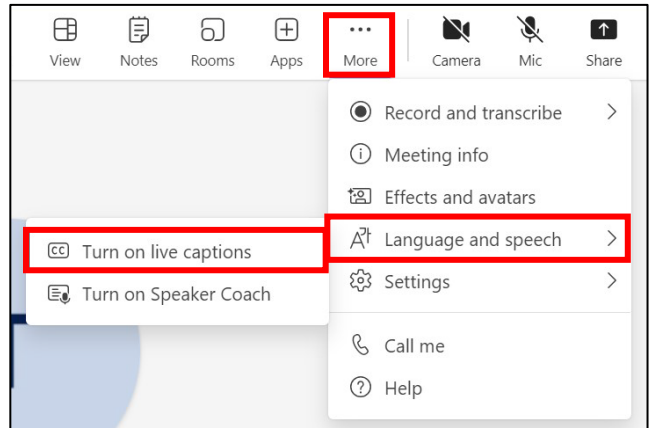 View Notes Rooms Apps More Camera Mic Share
Record and transcribe
Meeting info
Effects and avatars
Language and speech
Settings
Call me
Help
CC Turn on live captions
Turn on Speaker Coach